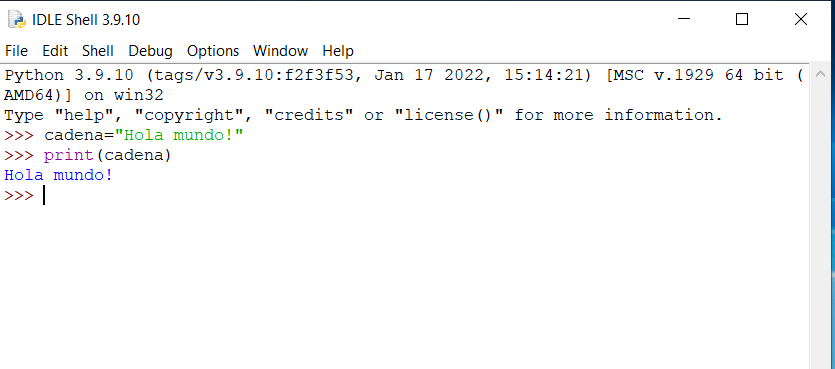 IDLE Shell 3.9.10
File Edit Shell Debug Options Window Help
Python 3.9.10 (tags/v3.9.10:f2f3f53, Jan 17 2022, 15:14:21) [MSC v.1929 64 bit (
AMD64)] on win32
Type "help", "copyright", "credits" or "license()" for more information.
>>> cadena="Hola mundo!"
>>> print(cadena)
Hola mundo!
>>>